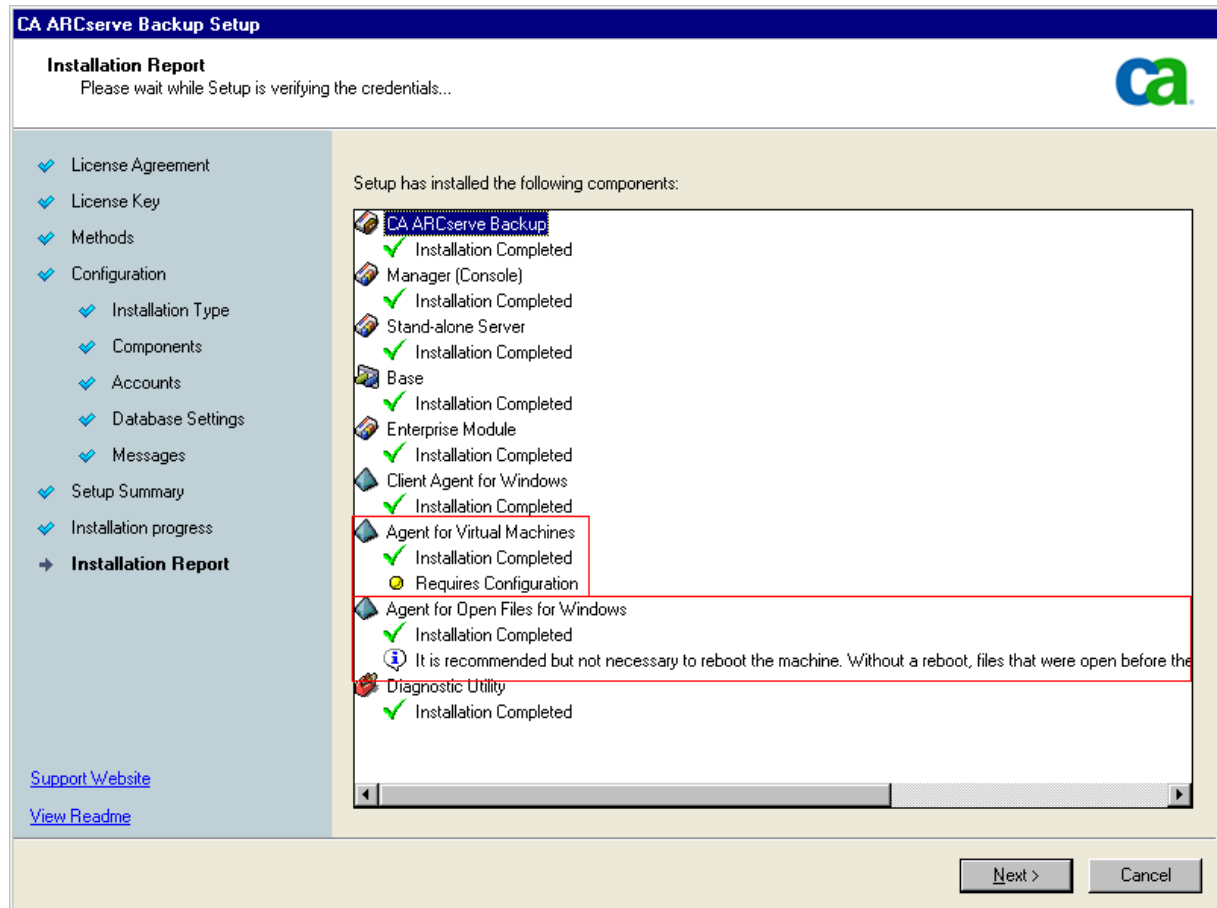 CA ARCserve Backup Setup
Installation Report
Please wait while Setup is verifying the credentials...
ca
License Agreement
License Key
Methods
Configuration
Installation Type
Components
Accounts
Database Settings
Messages
Setup Summary
Installation progress
Installation Report
Support Website
View Readme
Setup has installed the following components:
CA ARCserve Backup
Installation Completed
Manager (Console)
Installation Completed
Stand-alone Server
Installation Completed
Base
Installation Completed
Enterprise Module
Installation Completed
Client Agent for Windows
Installation Completed
Agent for Virtual Machines
Installation Completed
Requires Configuration
Agent for Open Files for Windows
Installation Completed
It is recommended but not necessary to reboot the machine. Without a reboot, files that were open before the
Diagnostic Utility
Installation Completed
Next >
Cancel